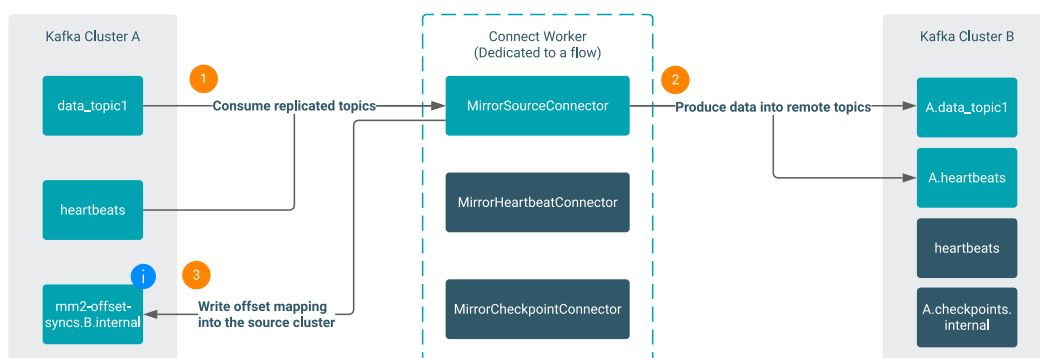 Kafka Cluster A
data_topic1
heartbeats
i
mm2-offset-
syncs.B.internal
1
Consume replicated topics
3
Write offset mapping
into the source cluster
Connect Worker
(Dedicated to a flow)
MirrorSourceConnector
MirrorHeartbeatConnector
MirrorCheckpointConnector
2
Produce data into remote topics
Kafka Cluster B
A.data_topic1
A.heartbeats
heartbeats
A.checkpoints.
internal